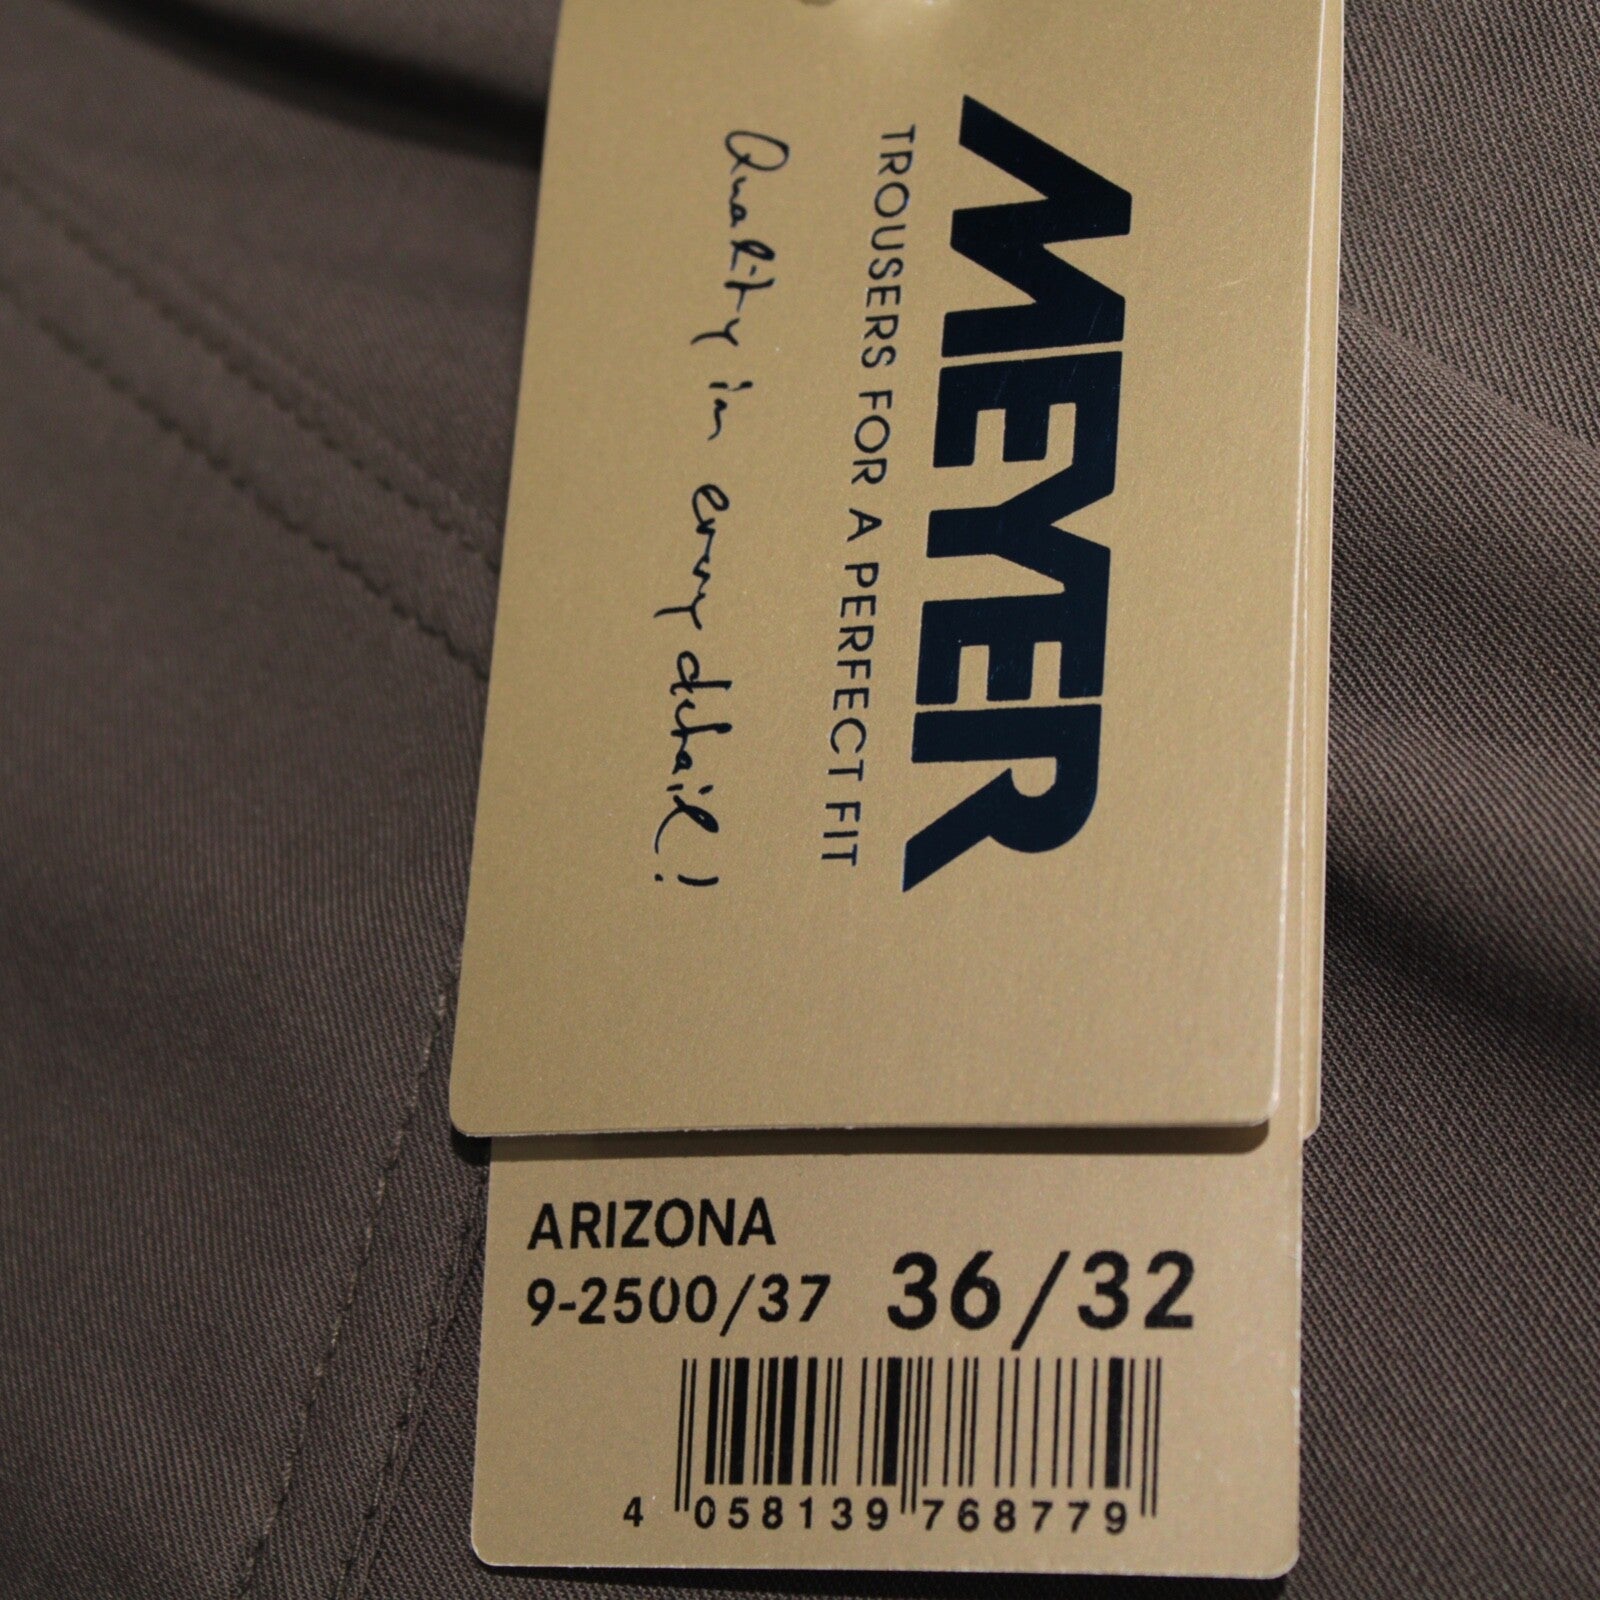 MEYER
TROUSERS FOR A PERFECT FIT
Quality in every detail!
ARIZONA
9-2500/37 36/32
4 058139 768779